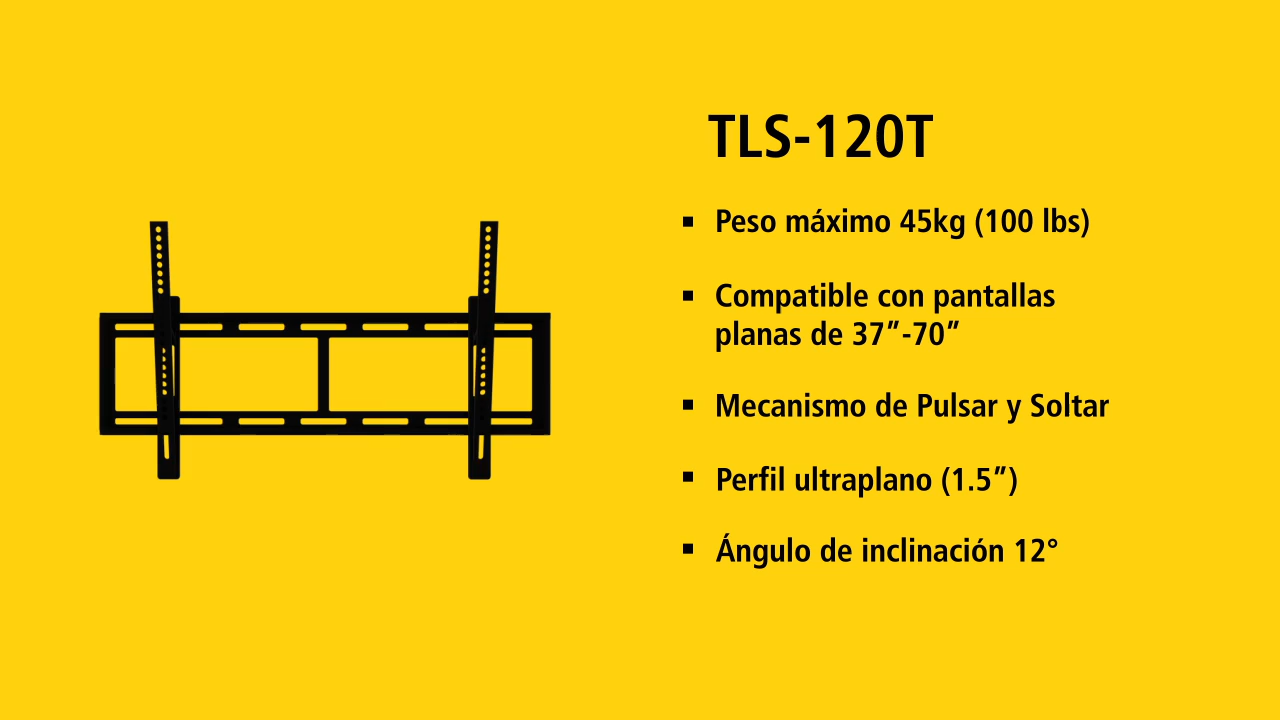 TLS-120T
▪ Peso máximo 45kg (100 lbs)
▪ Compatible con pantallas
planas de 37”-70”
▪ Mecanismo de Pulsar y Soltar
▪ Perfil ultraplano (1.5”)
▪ Ángulo de inclinación 12°